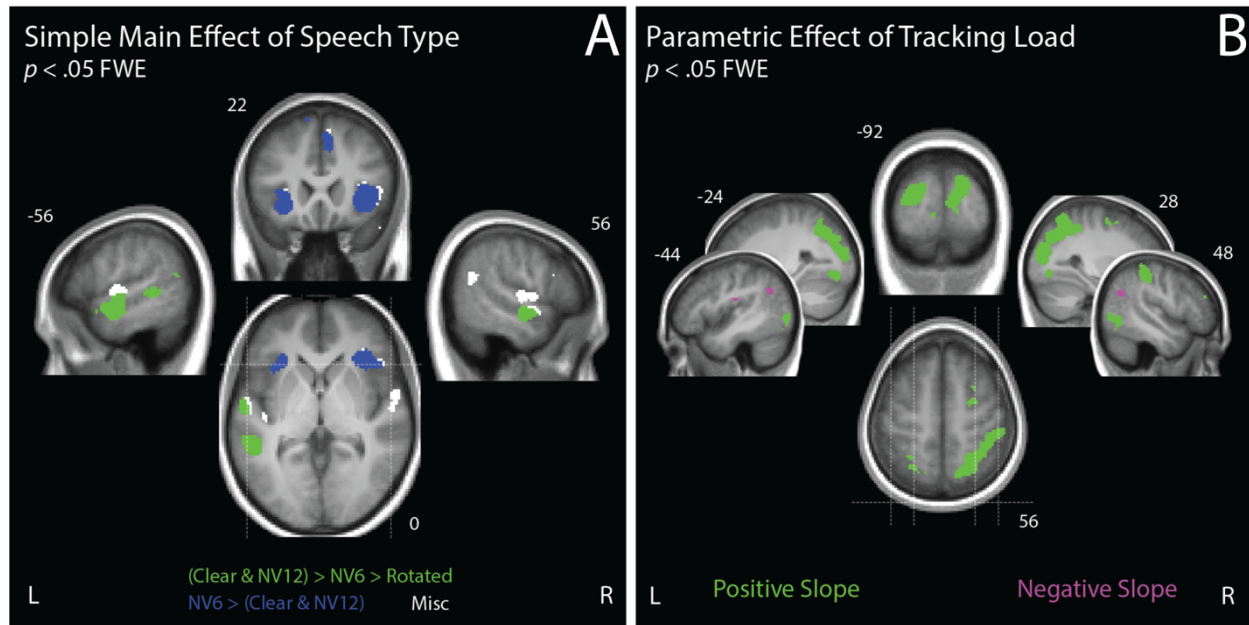 Simple Main Effect of Speech Type
A
p < .05 FWE
22
-56
56
0
(Clear & NV12) > NV6 > Rotated
NV6 > (Clear & NV12)
Misc
L
R
Parametric Effect of Tracking Load
B
p < .05 FWE
-92
-24
28
-44
48
56
Positive Slope
Negative Slope
L
R